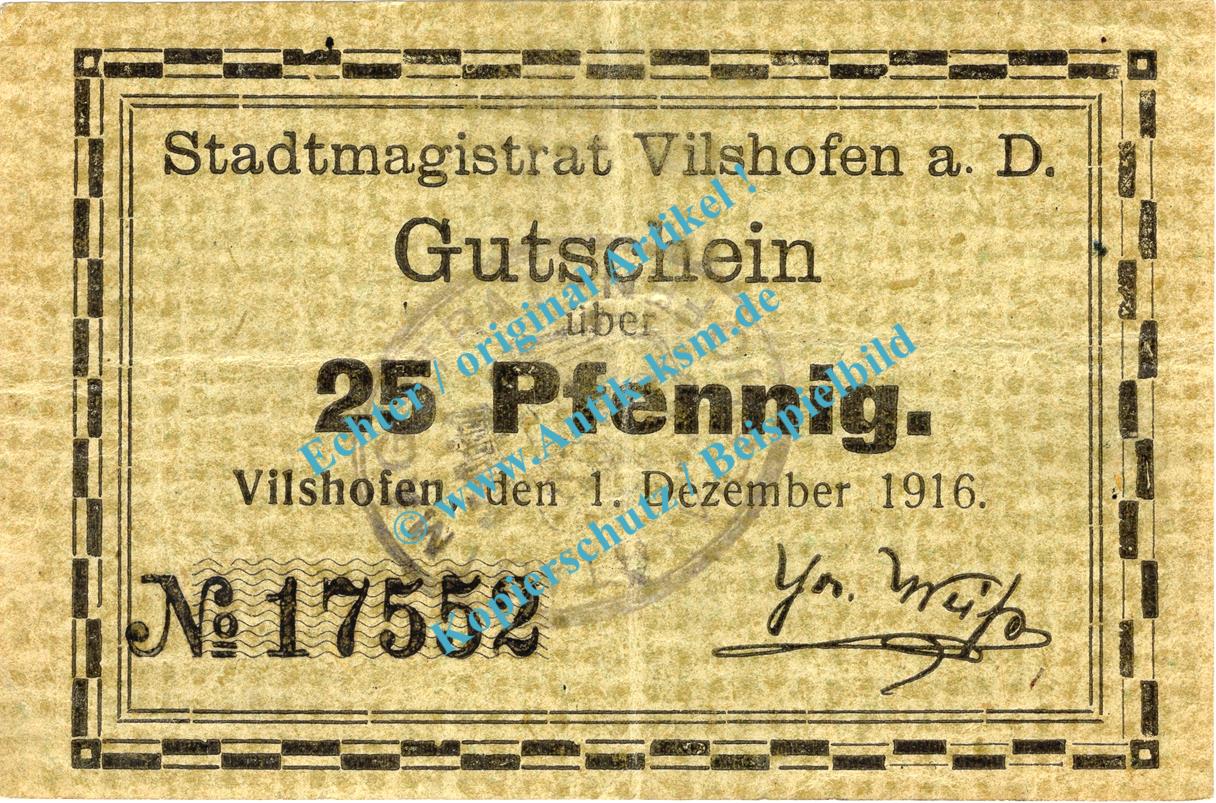 Stadtmagistrat Vilshofen a. D.
Gutschein
über
25 Pfennig.
Vilshofen, den 1. Dezember 1916.
№ 17552
Weiß
Echter / original Artikel !
© www.Antik-ksm.de
Kopierschutz / Beispielbild